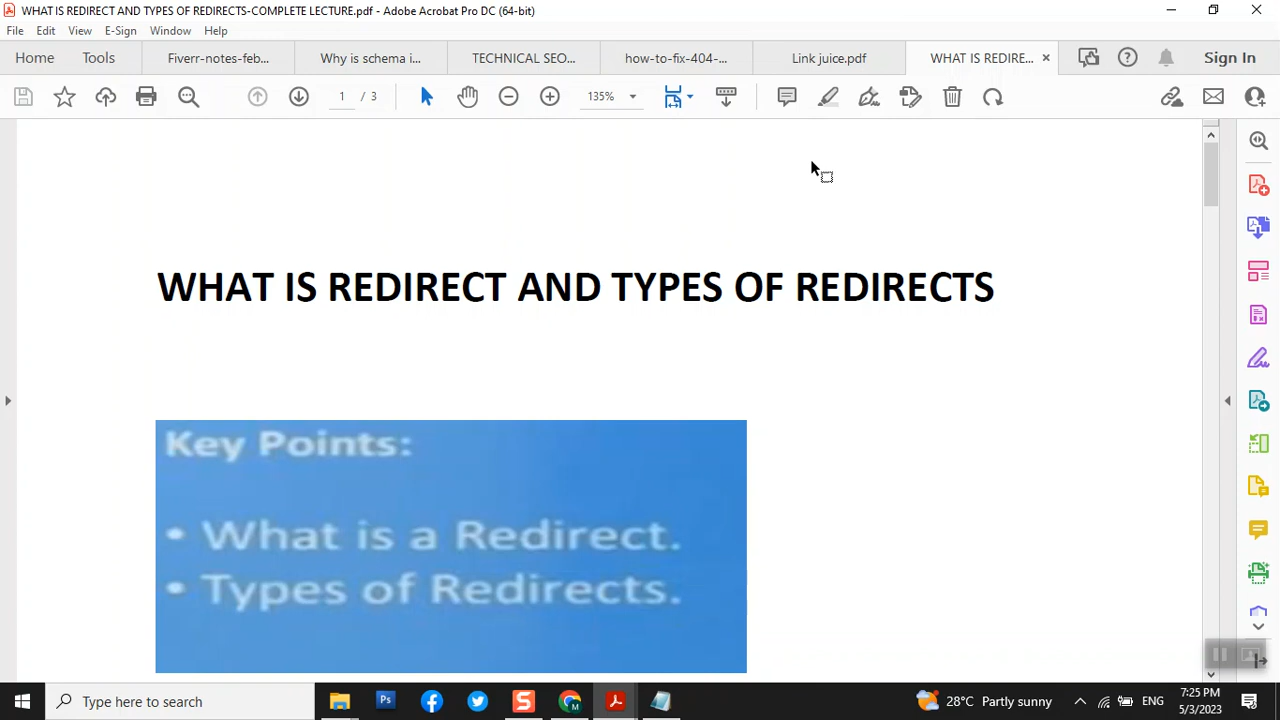 WHAT IS REDIRECT AND TYPES OF REDIRECTS-COMPLETE LECTURE.pdf - Adobe Acrobat Pro DC (64-bit)
File Edit View E-Sign Window Help
Home Tools Fiverr-notes-feb... Why is schema i... TECHNICAL SEO... how-to-fix-404-... Link juice.pdf WHAT IS REDIRE... Sign In
1 / 3 135%
WHAT IS REDIRECT AND TYPES OF REDIRECTS
Key Points:
• What is a Redirect.
• Types of Redirects.
Type here to search Ps S M 28°C Partly sunny ENG 7:25 PM
5/3/2023